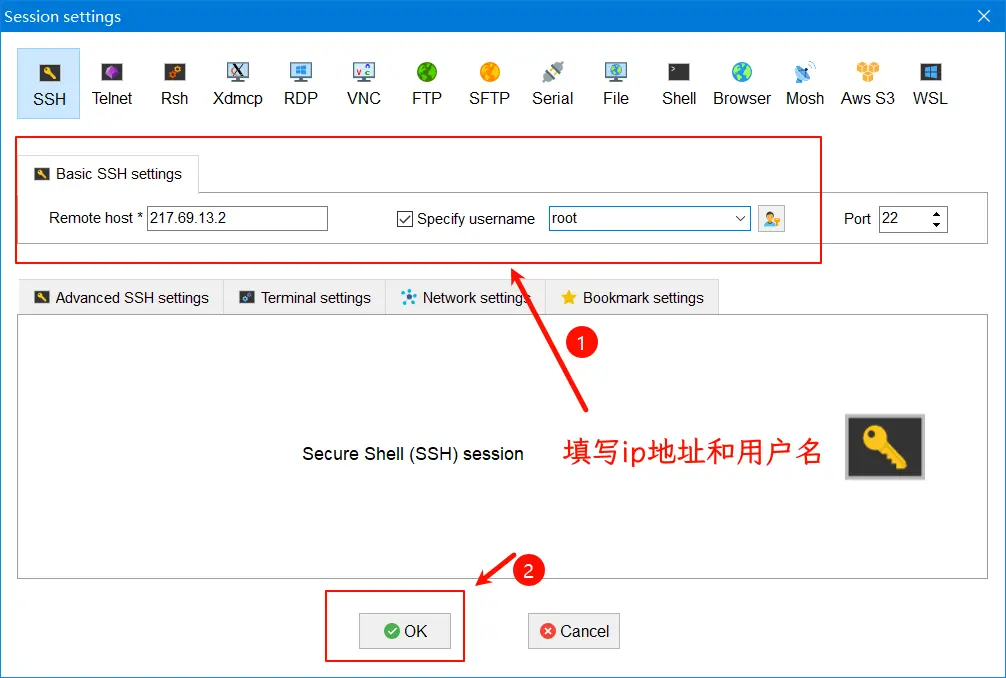 Session settings
SSH Telnet Rsh Xdmcp RDP VNC FTP SFTP Serial File Shell Browser Mosh Aws S3 WSL
Basic SSH settings
Remote host * 217.69.13.2 Specify username root Port 22
Advanced SSH settings Terminal settings Network settings Bookmark settings
1
Secure Shell (SSH) session
填写ip地址和用户名
2
OK Cancel